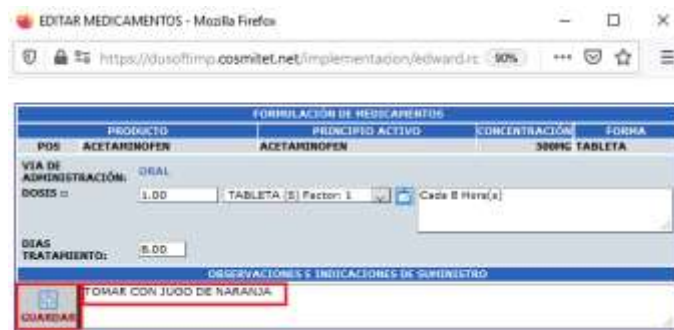 EDITAR MEDICAMENTOS - Mozilla Firefox
https://dusoftimp.cosmitet.net/implementacion/edward.rc 90%
FORMULACIÓN DE MEDICAMENTOS
PRODUCTO PRINCIPIO ACTIVO CONCENTRACIÓN FORMA
POS ACETAMINOFEN ACETAMINOFEN 500MG TABLETA
VIA DE ADMINISTRACIÓN: ORAL
DOSIS : 1.00 TABLETA (S) Factor: 1 Cada 8 Hora(s)
DIAS TRATAMIENTO:
OBSERVACIONES E INDICACIONES DE SUMINISTRO
TOMAR CON JUGO DE NARANJA
GUARDAR